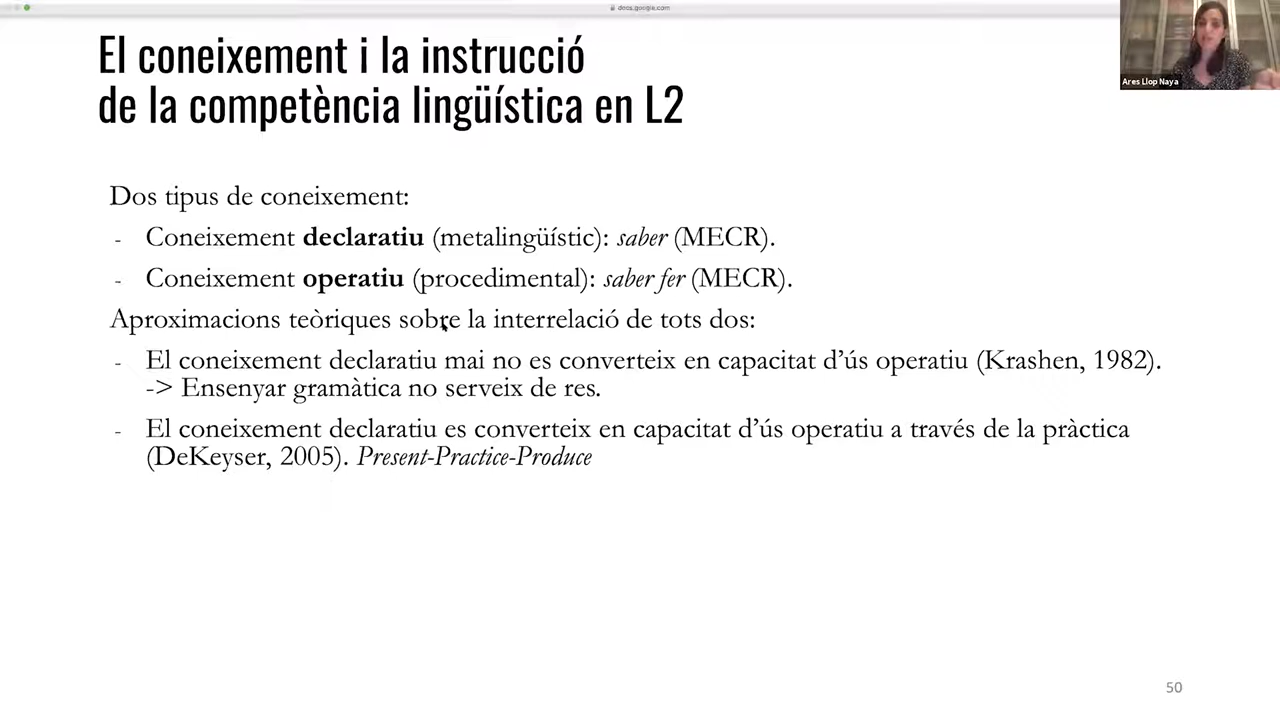 docs.google.com
El coneixement i la instrucció
de la competència lingüística en L2
Ares Llop Naya
Dos tipus de coneixement:
- Coneixement declaratiu (metalingüístic): saber (MECR).
- Coneixement operatiu (procedimental): saber fer (MECR).
Aproximacions teòriques sobre la interrelació de tots dos:
- El coneixement declaratiu mai no es converteix en capacitat d’ús operatiu (Krashen, 1982).
-> Ensenyar gramàtica no serveix de res.
- El coneixement declaratiu es converteix en capacitat d’ús operatiu a través de la pràctica
(DeKeyser, 2005). Present-Practice-Produce
50